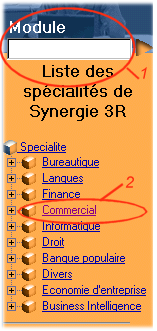 Module
1
Liste des
spécialités de
Synergie 3R
Specialite
Bureautique
Langues
Finance
2
Commercial
Informatique
Droit
Banque populaire
Divers
Economie d'entreprise
Business Intelligence